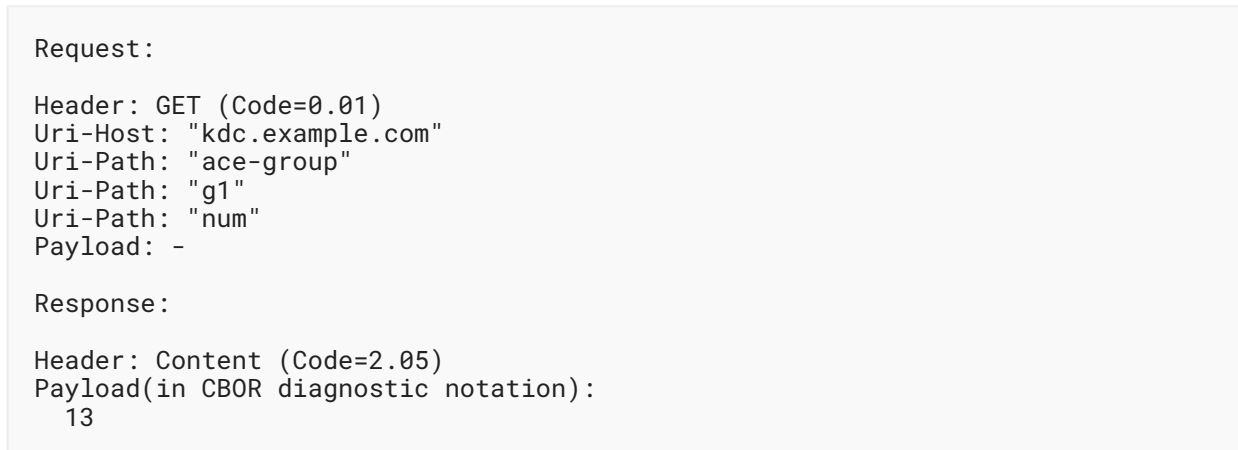 Request:
Header: GET (Code=0.01)
Uri-Host: "kdc.example.com"
Uri-Path: "ace-group"
Uri-Path: "g1"
Uri-Path: "num"
Payload: -
Response:
Header: Content (Code=2.05)
Payload(in CBOR diagnostic notation):
  13